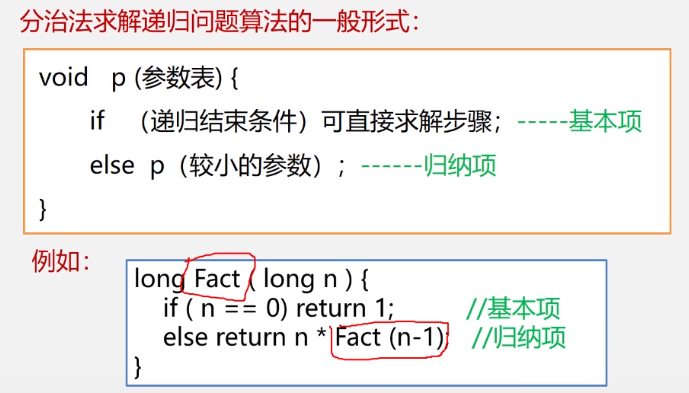 分治法求解递归问题算法的一般形式：
void p (参数表) {
if （递归结束条件）可直接求解步骤；-----基本项
else p（较小的参数）；------归纳项
}
例如：
long Fact ( long n ) {
if ( n == 0) return 1; //基本项
else return n * Fact (n-1); //归纳项
}